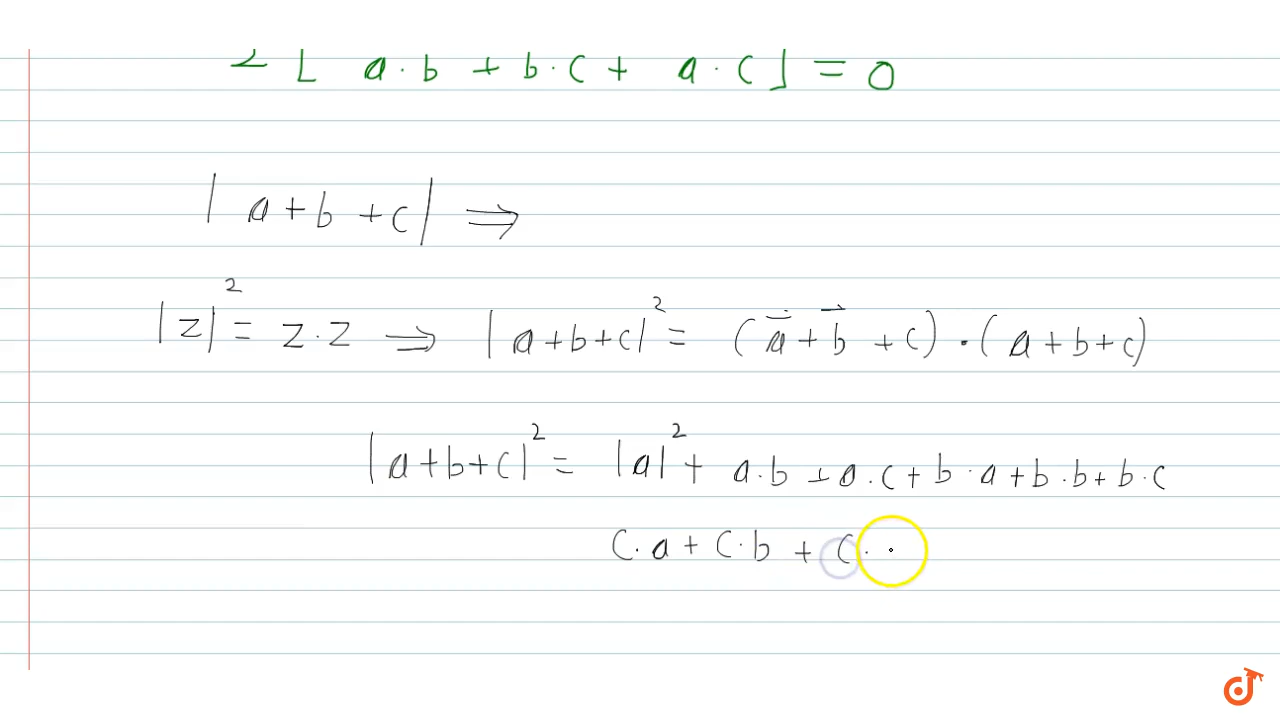 2 [ a · b + b · c + a · c ] = 0
| a + b + c | ⇒
|z|² = z · z ⇒ |a+b+c|² = (a⃗ + b⃗ + c) · (a + b + c)
|a+b+c|² = |a|² + a·b + a·c + b·a + b·b + b·c
c·a + c·b + c·